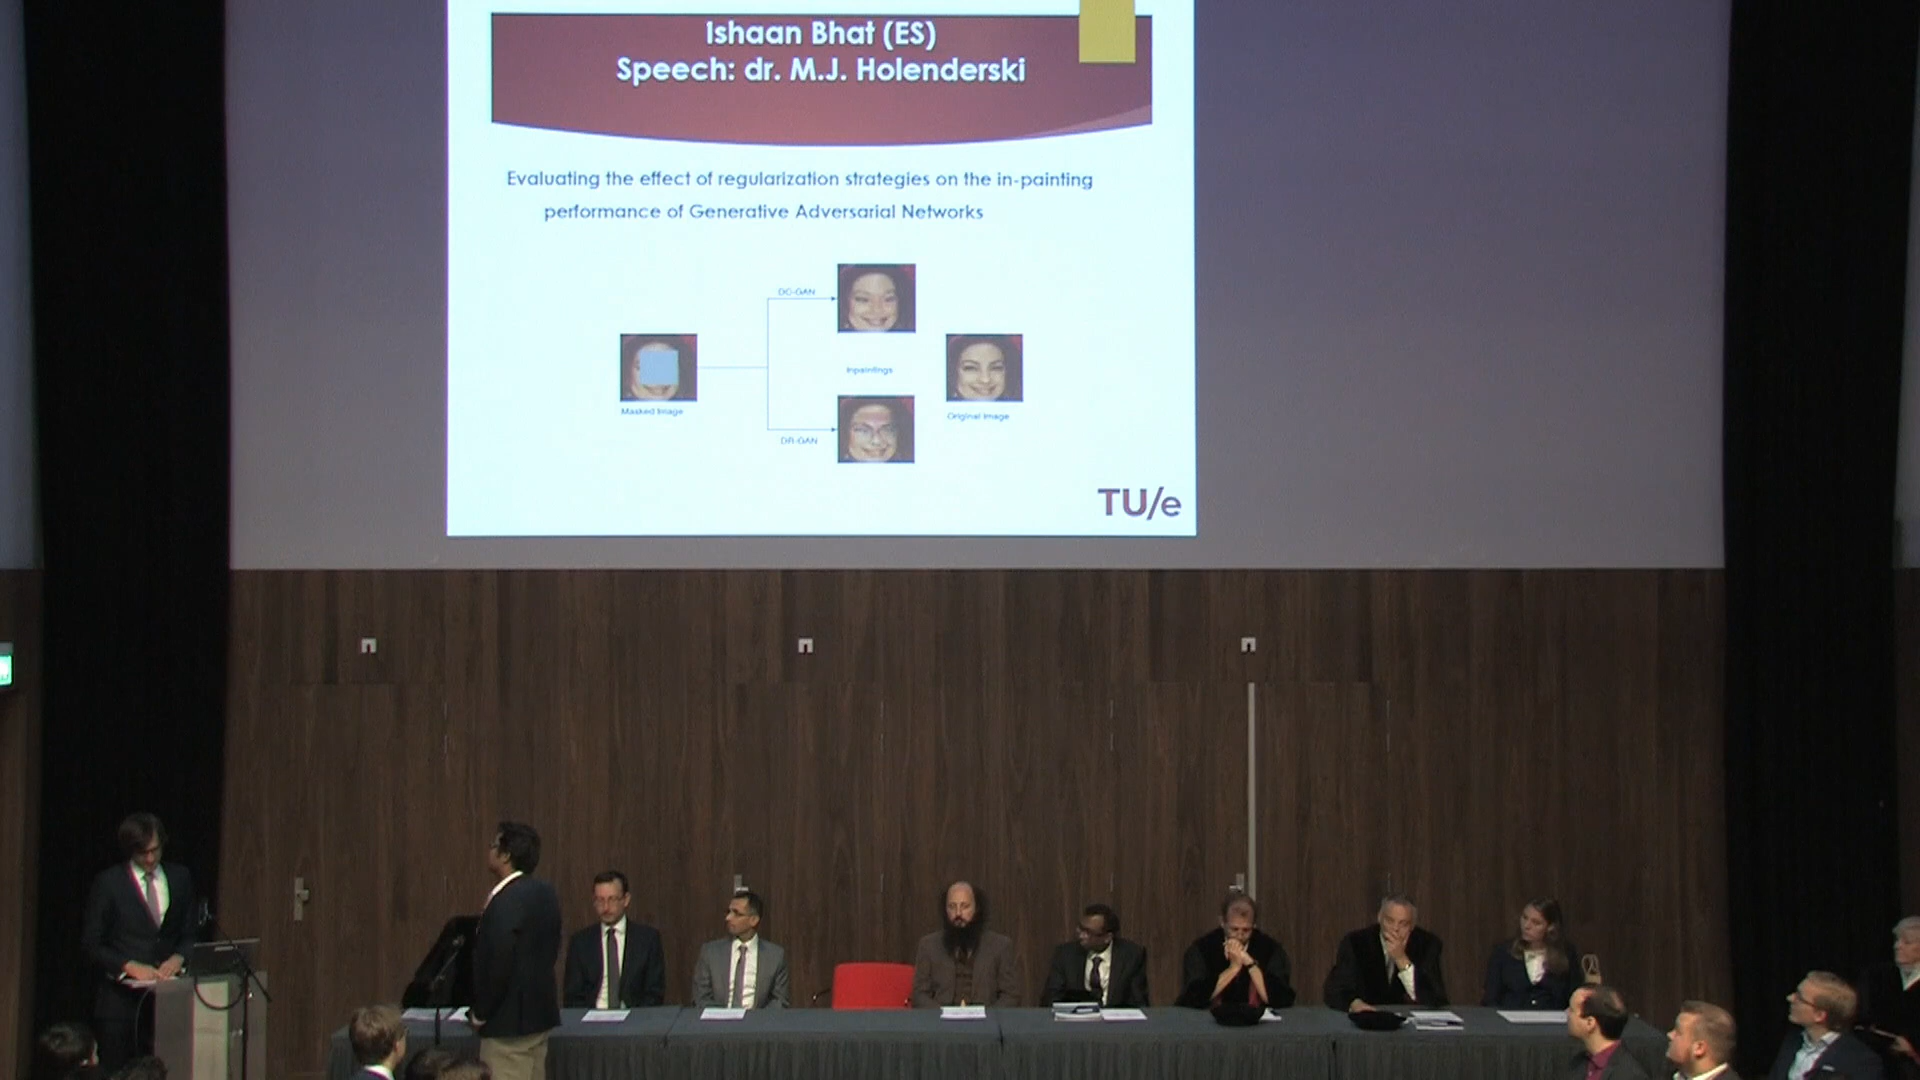 Ishaan Bhat (ES)
Speech: dr. M.J. Holenderski
Evaluating the effect of regularization strategies on the in-painting
performance of Generative Adversarial Networks
DC-GAN
Inpaintings
Masked Image
Original Image
DR-GAN
TU/e